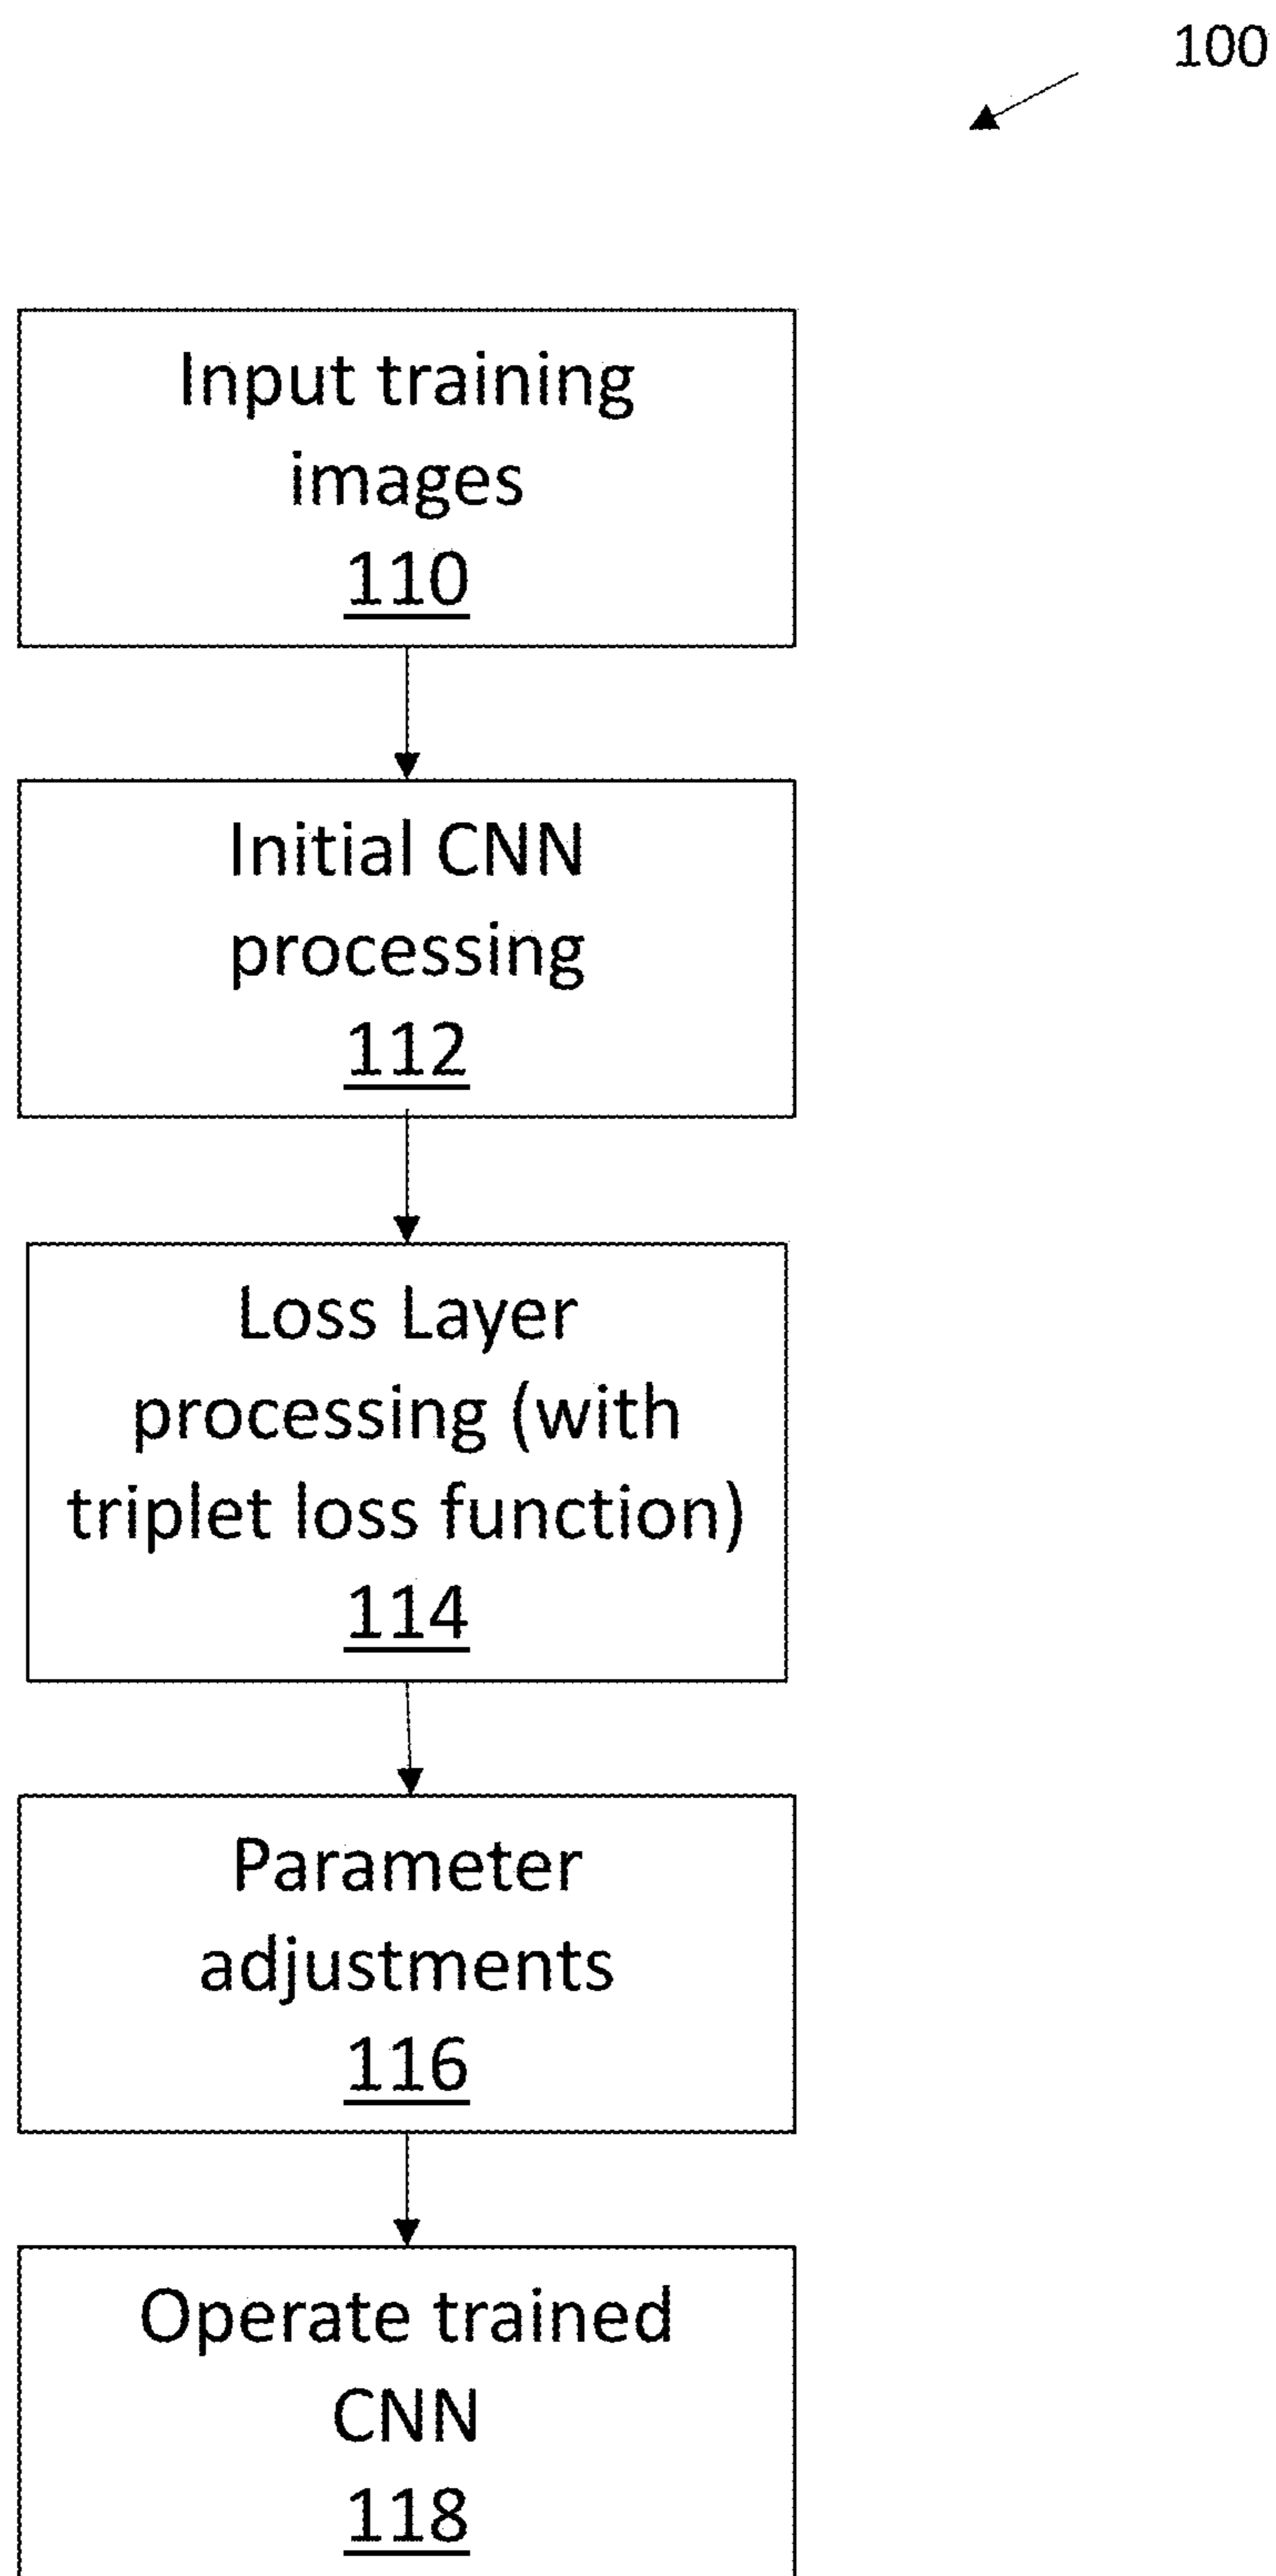 100
Input training
images
110
Initial CNN
processing
112
Loss Layer
processing (with
triplet loss function)
114
Parameter
adjustments
116
Operate trained
CNN
118